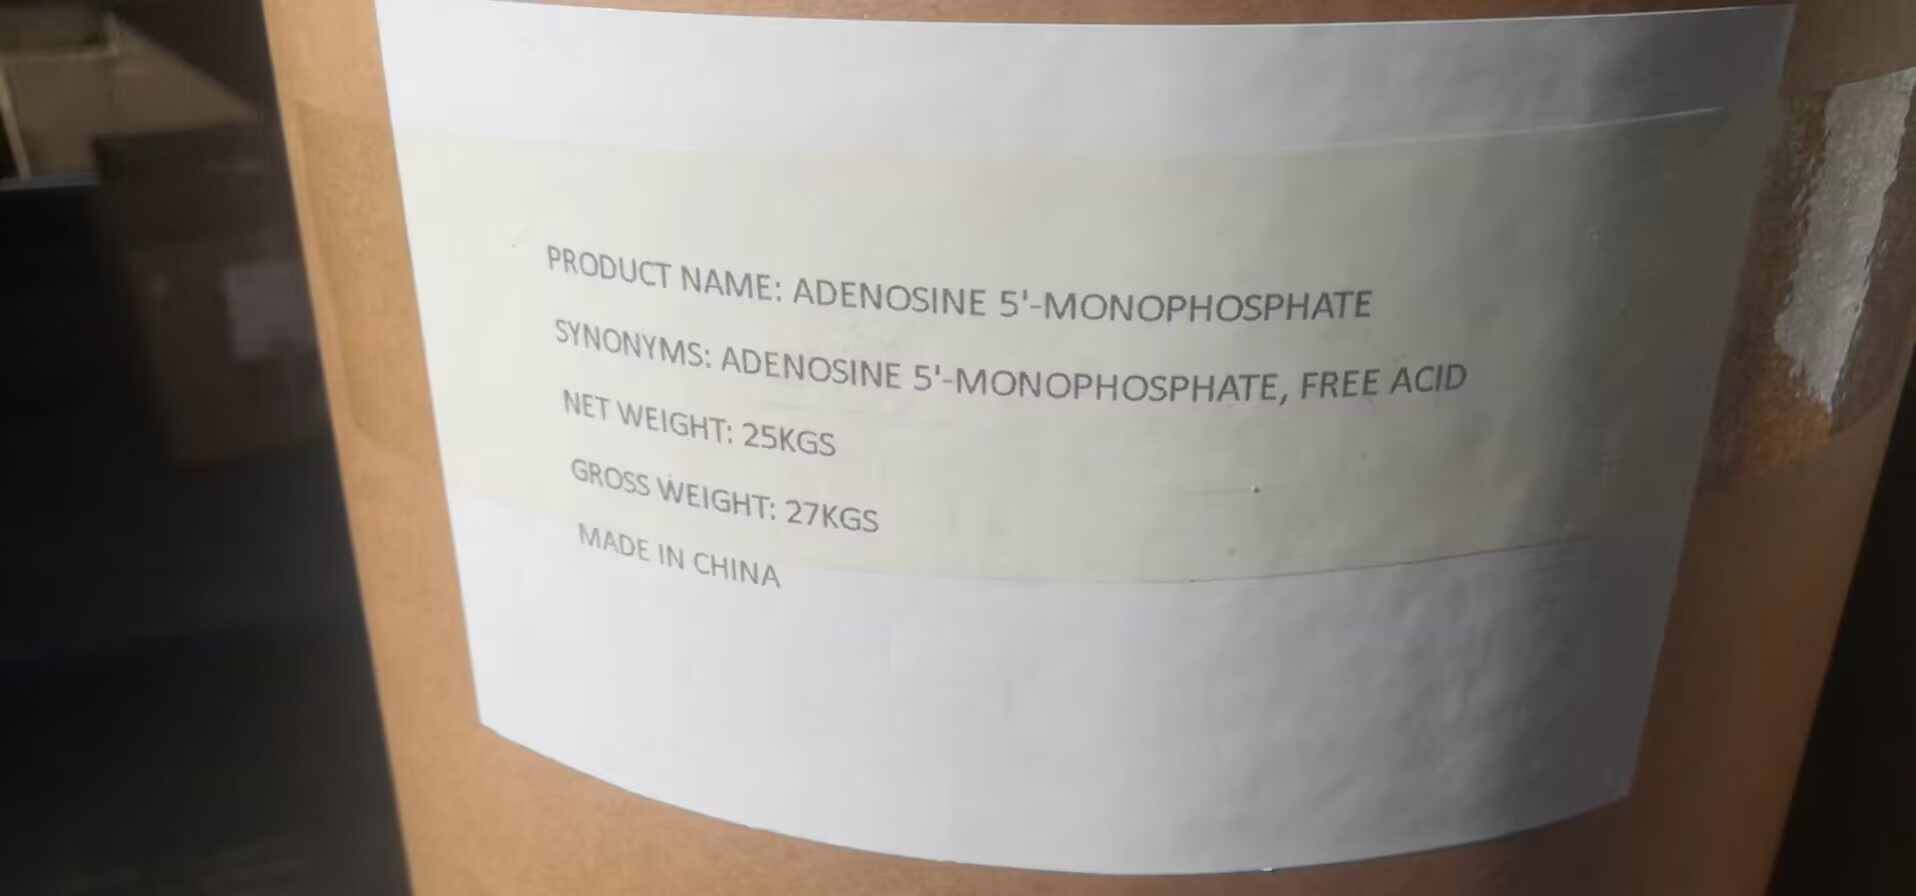 PRODUCT NAME: ADENOSINE 5'-MONOPHOSPHATE
SYNONYMS: ADENOSINE 5'-MONOPHOSPHATE, FREE ACID
NET WEIGHT: 25KGS
GROSS WEIGHT: 27KGS
MADE IN CHINA